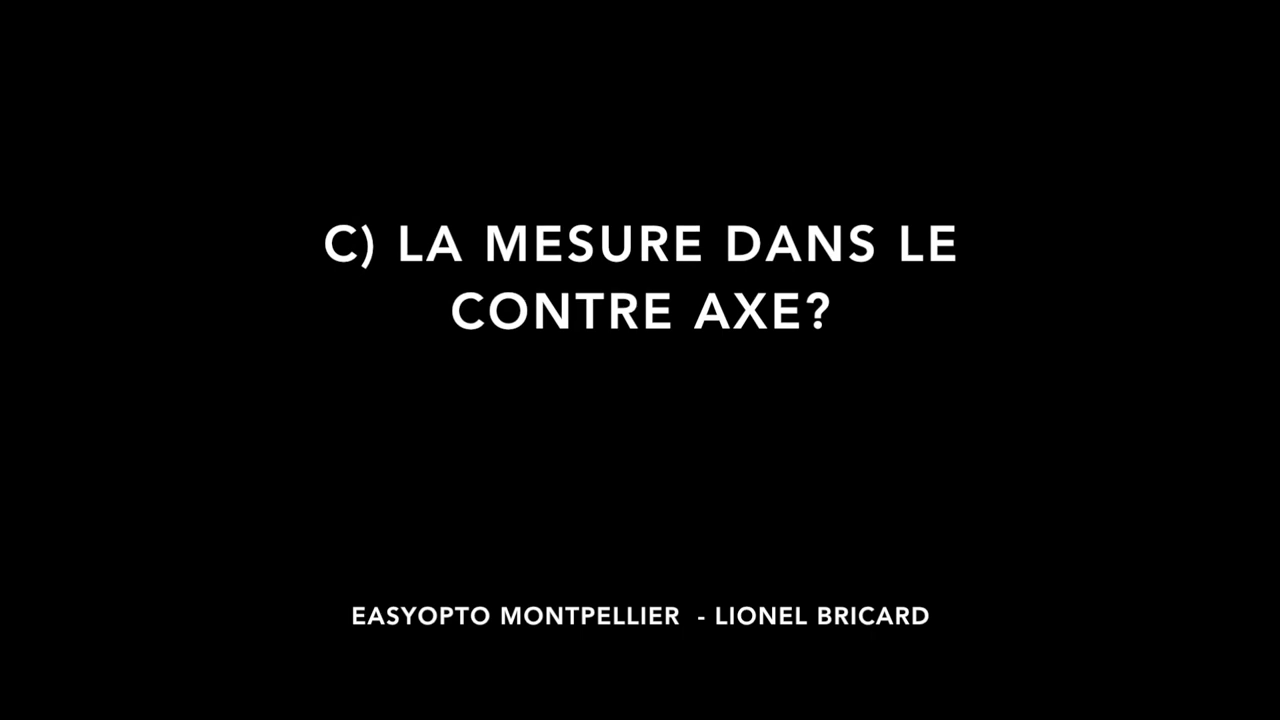 C) LA MESURE DANS LE
CONTRE AXE?
EASYOPTO MONTPELLIER - LIONEL BRICARD